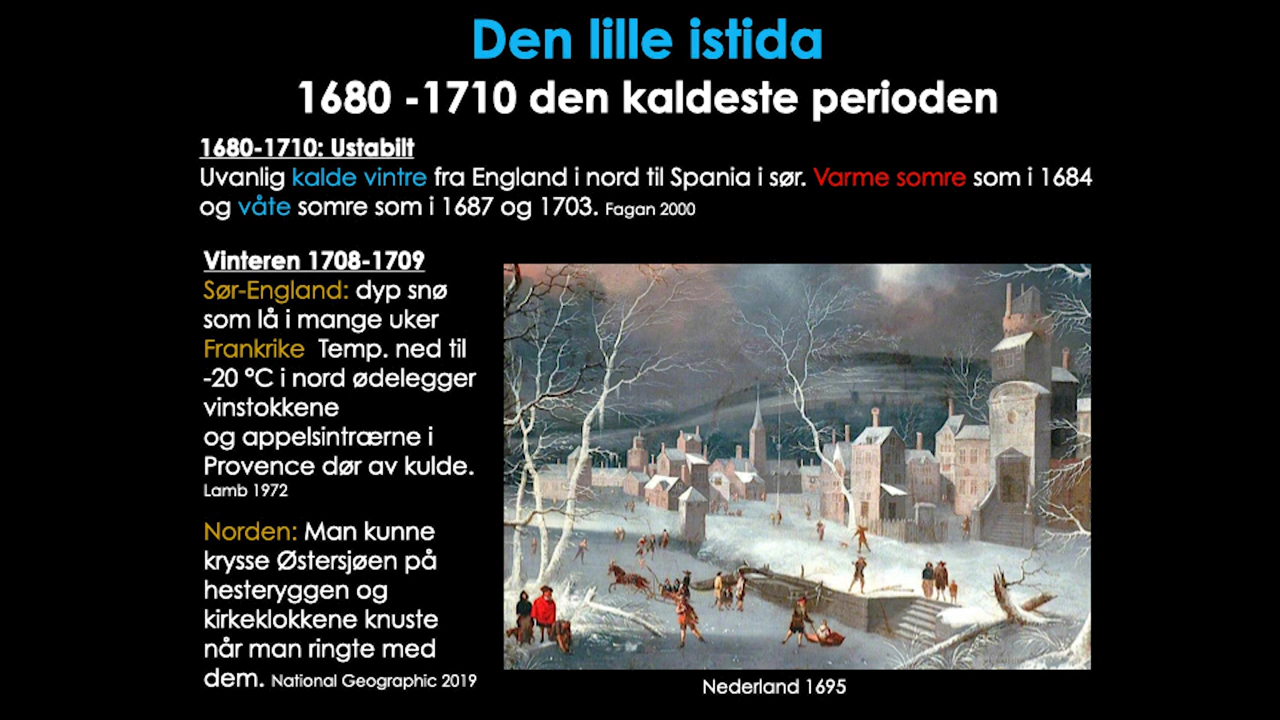 Den lille istida
1680 -1710 den kaldeste perioden
1680-1710: Ustabilt
Uvanlig kalde vintre fra England i nord til Spania i sør. Varme somre som i 1684
og våte somre som i 1687 og 1703. Fagan 2000
Vinteren 1708-1709
Sør-England: dyp snø
som lå i mange uker
Frankrike Temp. ned til
-20 °C i nord ødelegger
vinstokkene
og appelsintrærne i
Provence dør av kulde.
Lamb 1972
Norden: Man kunne
krysse Østersjøen på
hesteryggen og
kirkeklokkene knuste
når man ringte med
dem. National Geographic 2019
Nederland 1695